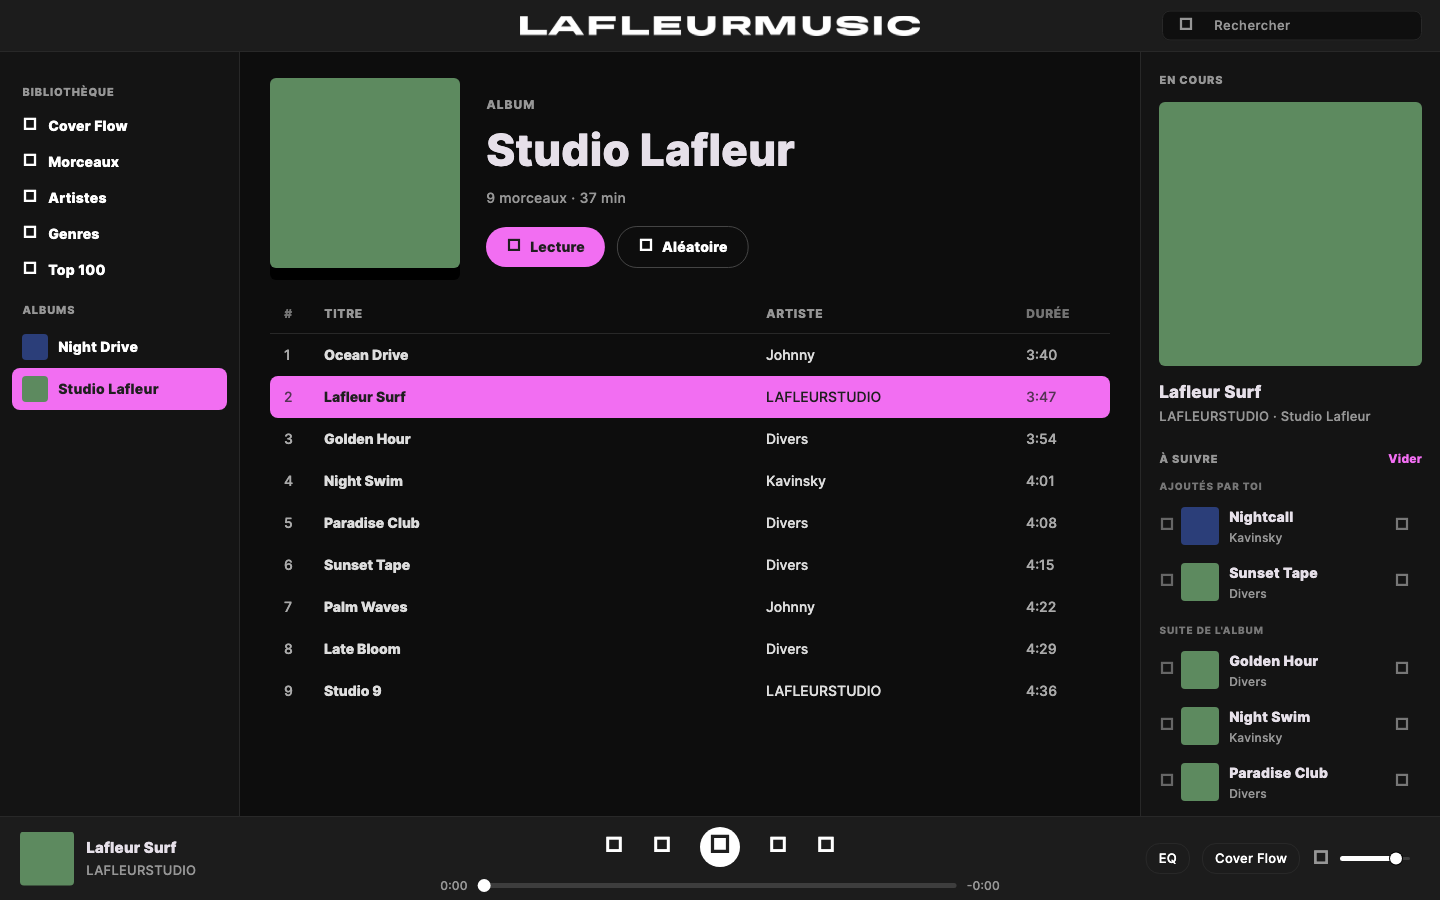 LAFLEURMUSIC
Rechercher
BIBLIOTHÈQUE
Cover Flow
Morceaux
Artistes
Genres
Top 100
ALBUMS
Night Drive
Studio Lafleur
ALBUM
Studio Lafleur
9 morceaux · 37 min
Lecture
Aléatoire
# TITRE ARTISTE DURÉE
1 Ocean Drive Johnny 3:40
2 Lafleur Surf LAFLEURSTUDIO 3:47
3 Golden Hour Divers 3:54
4 Night Swim Kavinsky 4:01
5 Paradise Club Divers 4:08
6 Sunset Tape Divers 4:15
7 Palm Waves Johnny 4:22
8 Late Bloom Divers 4:29
9 Studio 9 LAFLEURSTUDIO 4:36
EN COURS
Lafleur Surf
LAFLEURSTUDIO · Studio Lafleur
À SUIVRE Vider
AJOUTÉS PAR TOI
Nightcall
Kavinsky
Sunset Tape
Divers
SUITE DE L'ALBUM
Golden Hour
Divers
Night Swim
Kavinsky
Paradise Club
Divers
Lafleur Surf
LAFLEURSTUDIO
0:00 -0:00
EQ
Cover Flow